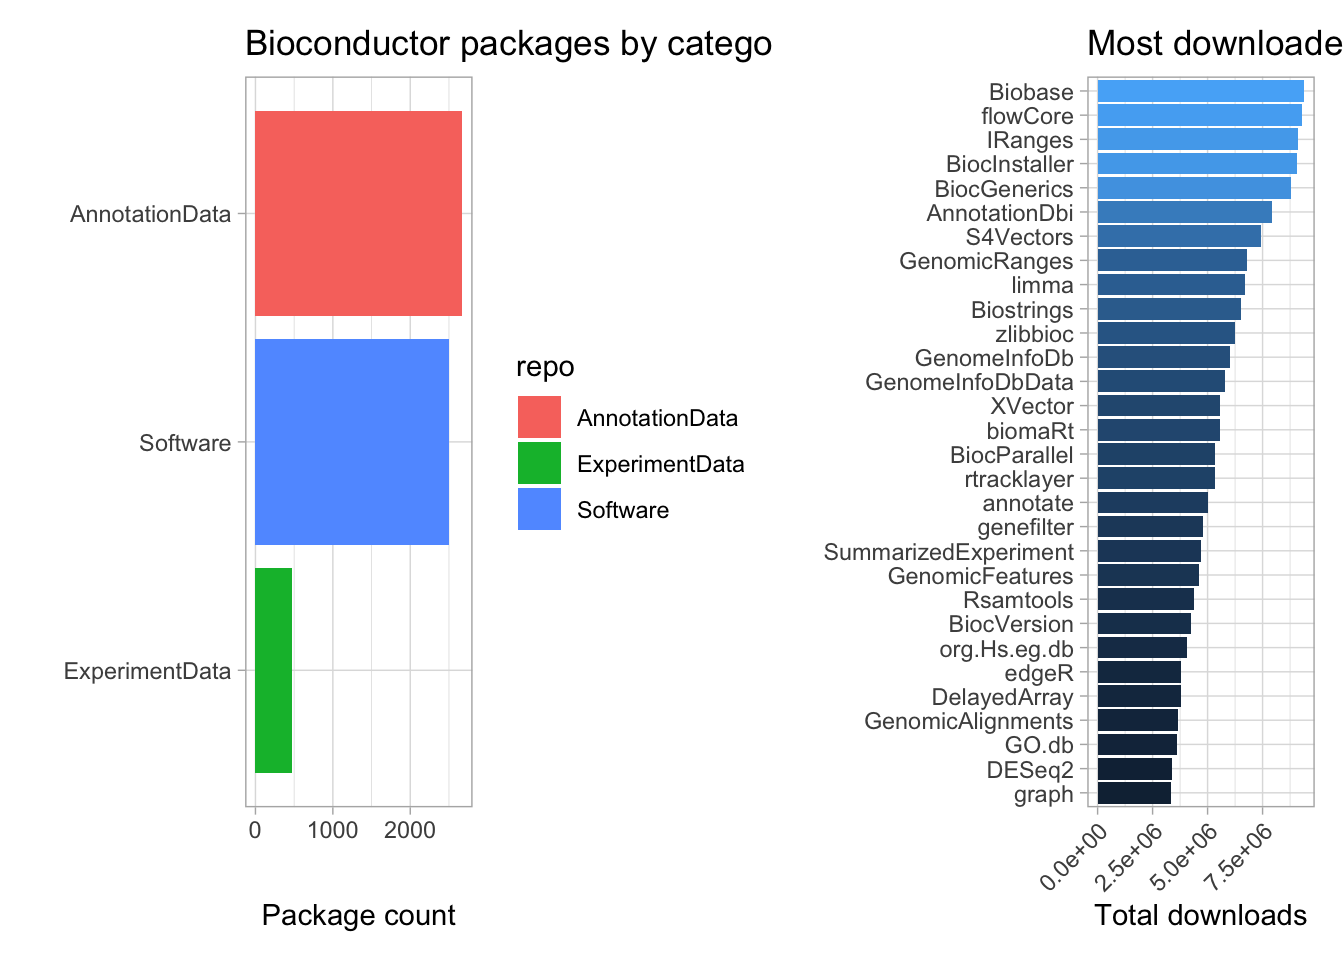 Bioconductor packages by catego
AnnotationData
Software
ExperimentData
0 1000 2000
Package count
repo
AnnotationData
ExperimentData
Software
Most downloade
Biobase
flowCore
IRanges
BiocInstaller
BiocGenerics
AnnotationDbi
S4Vectors
GenomicRanges
limma
Biostrings
zlibbioc
GenomeInfoDb
GenomeInfoDbData
XVector
biomaRt
BiocParallel
rtracklayer
annotate
genefilter
SummarizedExperiment
GenomicFeatures
Rsamtools
BiocVersion
org.Hs.eg.db
edgeR
DelayedArray
GenomicAlignments
GO.db
DESeq2
graph
0.0e+00 2.5e+06 5.0e+06 7.5e+06
Total downloads